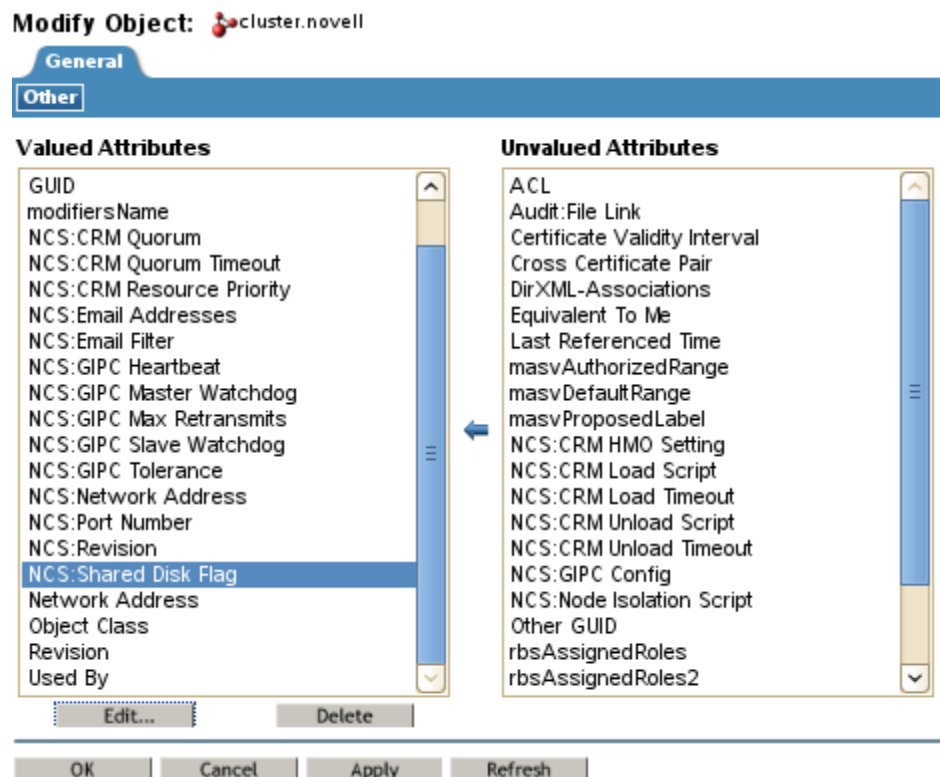 Modify Object: cluster.novell
General
Other
Valued Attributes
GUID
modifiersName
NCS:CRM Quorum
NCS:CRM Quorum Timeout
NCS:CRM Resource Priority
NCS:Email Addresses
NCS:Email Filter
NCS:GIPC Heartbeat
NCS:GIPC Master Watchdog
NCS:GIPC Max Retransmits
NCS:GIPC Slave Watchdog
NCS:GIPC Tolerance
NCS:Network Address
NCS:Port Number
NCS:Revision
NCS:Shared Disk Flag
Network Address
Object Class
Revision
Used By
Unvalued Attributes
ACL
Audit:File Link
Certificate Validity Interval
Cross Certificate Pair
DirXML-Associations
Equivalent To Me
Last Referenced Time
masvAuthorizedRange
masvDefaultRange
masvProposedLabel
NCS:CRM HMO Setting
NCS:CRM Load Script
NCS:CRM Load Timeout
NCS:CRM Unload Script
NCS:CRM Unload Timeout
NCS:GIPC Config
NCS:Node Isolation Script
Other GUID
rbsAssignedRoles
rbsAssignedRoles2
Edit... Delete
OK Cancel Apply Refresh